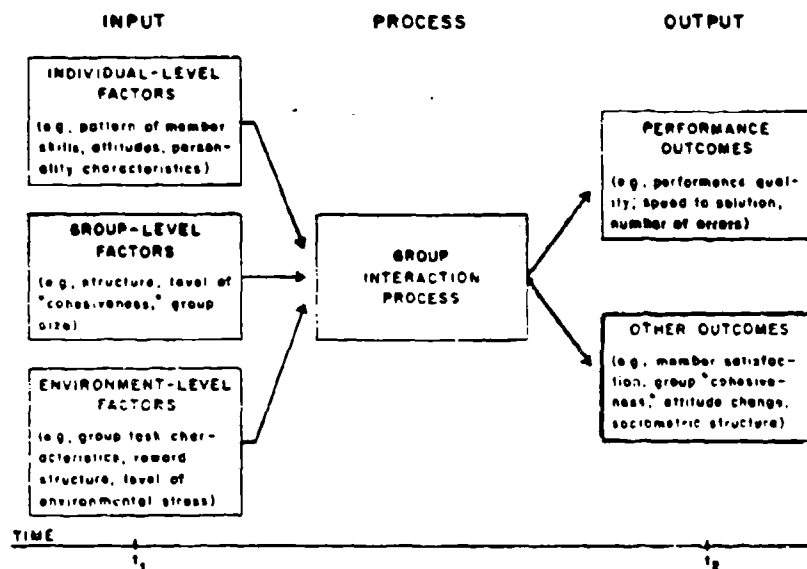 INPUT
PROCESS
OUTPUT
INDIVIDUAL-LEVEL
FACTORS
(e.g., pattern of member
skills, attitudes, person-
ality characteristics)
GROUP-LEVEL
FACTORS
(e.g., structure, level of
"cohesiveness," group
size)
ENVIRONMENT-LEVEL
FACTORS
(e.g., group task char-
acteristics, reward
structure, level of
environmental stress)
GROUP
INTERACTION
PROCESS
PERFORMANCE
OUTCOMES
(e.g., performance qual-
ity; speed to solution,
number of errors)
OTHER OUTCOMES
(e.g., member satisfac-
tion, group "cohesive-
ness," attitude change,
sociometric structure)
TIME
t1
t2